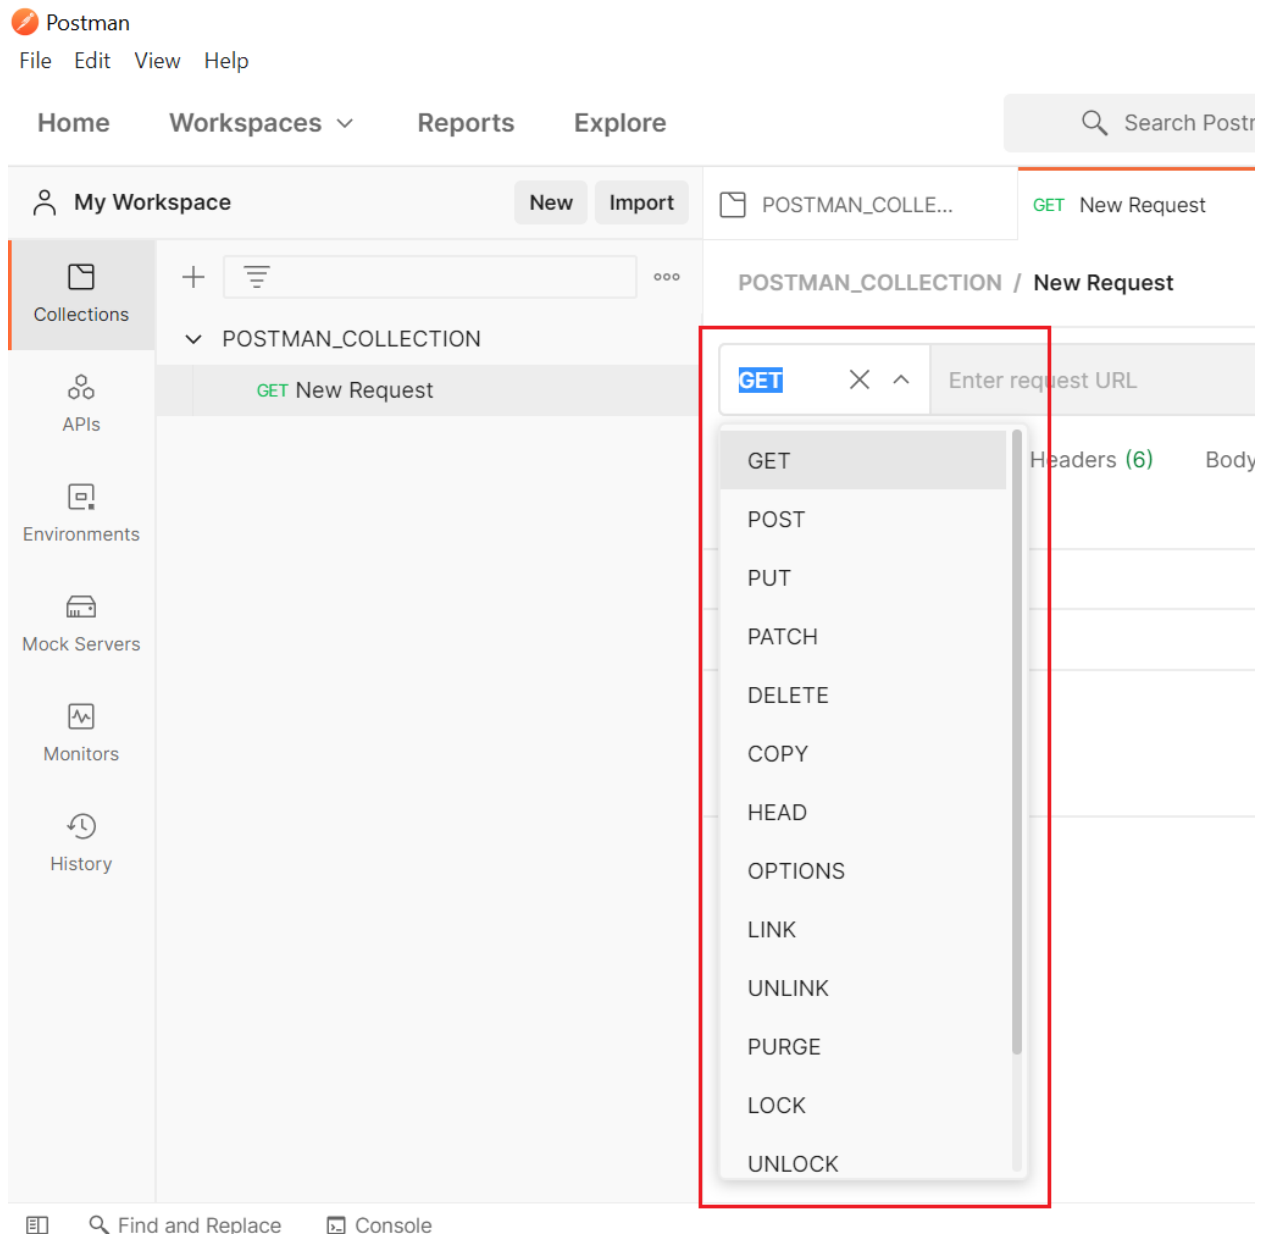 Postman
File Edit View Help
Home Workspaces Reports Explore Search Postr
My Workspace New Import POSTMAN_COLLE... GET New Request
Collections
POSTMAN_COLLECTION / New Request
POSTMAN_COLLECTION
GET New Request
GET Enter request URL
APIs
Environments
Mock Servers
Monitors
History
Headers (6) Body
GET
POST
PUT
PATCH
DELETE
COPY
HEAD
OPTIONS
LINK
UNLINK
PURGE
LOCK
UNLOCK
Find and Replace Console